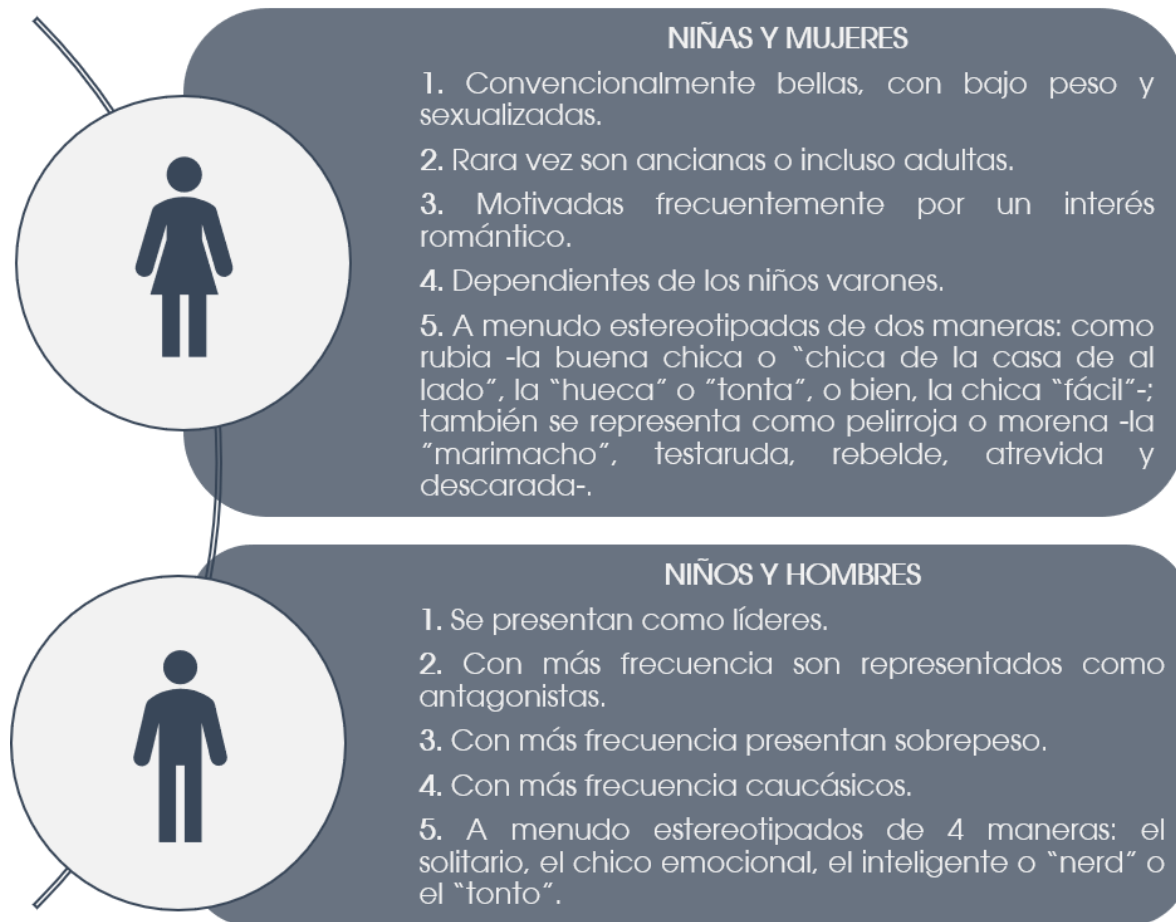 NIÑAS Y MUJERES
1. Convencionalmente bellas, con bajo peso y
sexualizadas.
2. Rara vez son ancianas o incluso adultas.
3. Motivadas frecuentemente por un interés
romántico.
4. Dependientes de los niños varones.
5. A menudo estereotipadas de dos maneras: como
rubia -la buena chica o “chica de la casa de al
lado”, la “hueca” o ”tonta”, o bien, la chica “fácil”-;
también se representa como pelirroja o morena -la
”marimacho”, testaruda, rebelde, atrevida y
descarada-.
NIÑOS Y HOMBRES
1. Se presentan como líderes.
2. Con más frecuencia son representados como
antagonistas.
3. Con más frecuencia presentan sobrepeso.
4. Con más frecuencia caucásicos.
5. A menudo estereotipados de 4 maneras: el
solitario, el chico emocional, el inteligente o “nerd” o
el “tonto”.